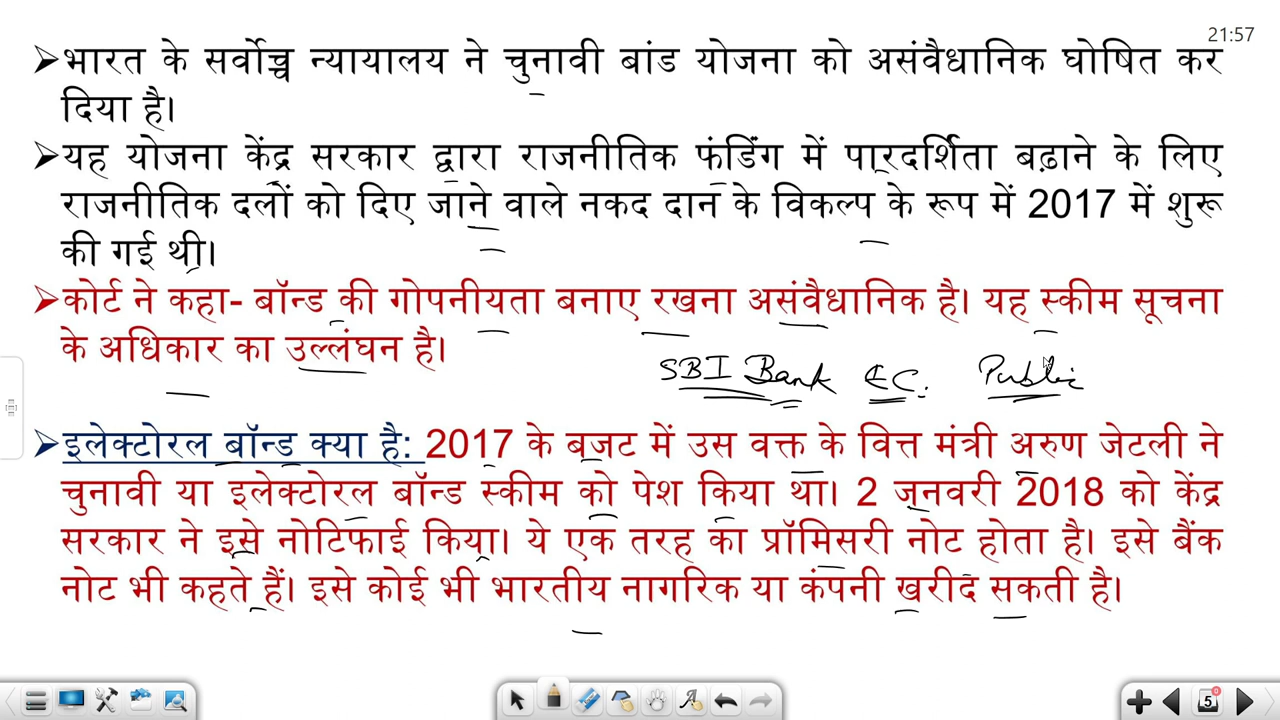 21:57
➢भारत के सर्वोच्च न्यायालय ने चुनावी बांड योजना को असंवैधानिक घोषित कर
दिया है।
➢यह योजना केंद्र सरकार द्वारा राजनीतिक फंडिंग में पारदर्शिता बढ़ाने के लिए
राजनीतिक दलों को दिए जाने वाले नकद दान के विकल्प के रूप में 2017 में शुरू
की गई थी।
➢कोर्ट ने कहा- बॉन्ड की गोपनीयता बनाए रखना असंवैधानिक है। यह स्कीम सूचना
के अधिकार का उल्लंघन है।
SBI Bank EC. Public
➢इलेक्टोरल बॉन्ड क्या है: 2017 के बजट में उस वक्त के वित्त मंत्री अरुण जेटली ने
चुनावी या इलेक्टोरल बॉन्ड स्कीम को पेश किया था। 2 जनवरी 2018 को केंद्र
सरकार ने इसे नोटिफाई किया। ये एक तरह का प्रॉमिसरी नोट होता है। इसे बैंक
नोट भी कहते हैं। इसे कोई भी भारतीय नागरिक या कंपनी खरीद सकती है।
5